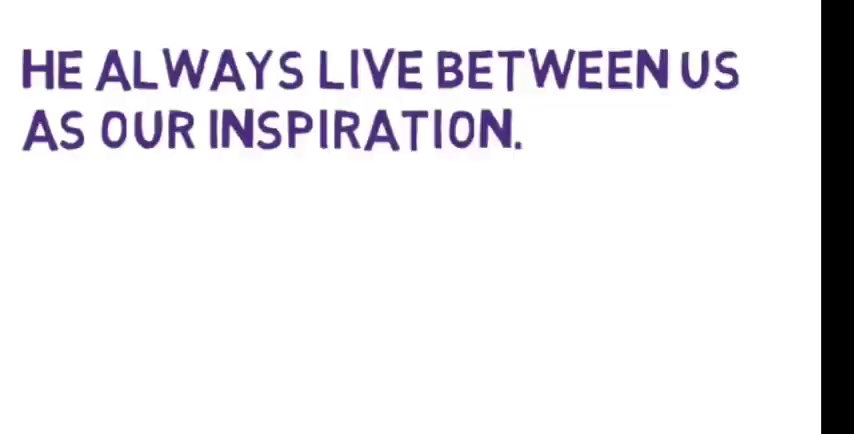 HE ALWAYS LIVE BETWEEN US
AS OUR INSPIRATION.